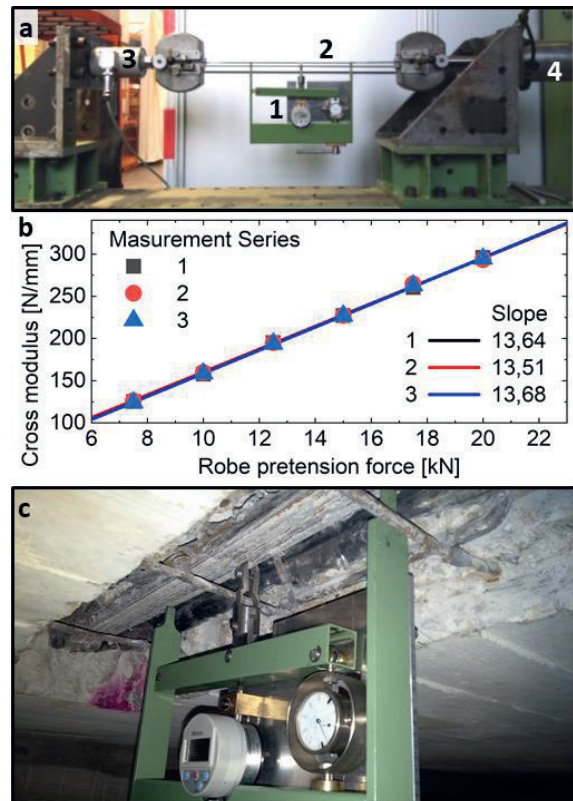 a
3
2
1
4
b
Masurement Series
1
2
3
Slope
1 13,64
2 13,51
3 13,68
Cross modulus [N/mm]
300
250
200
150
100
6 8 10 12 14 16 18 20 22
Robe pretension force [kN]
c